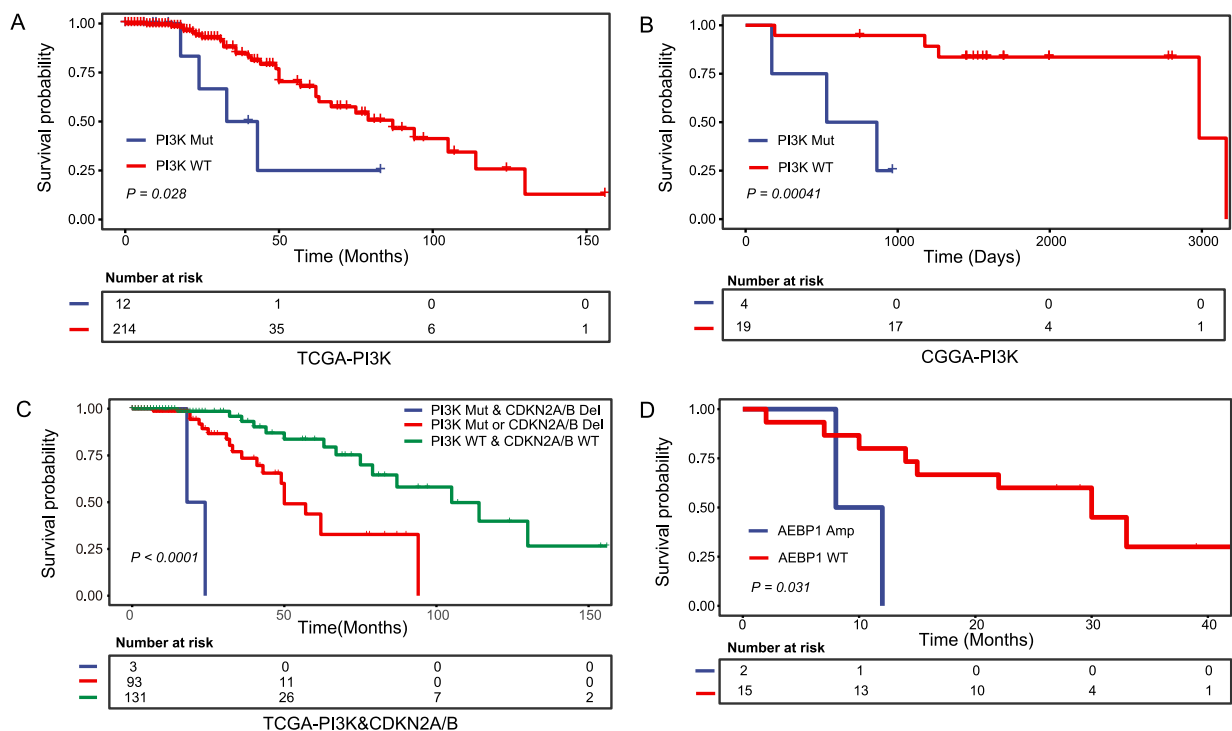 A
Survival probability
1.00
0.75
0.50
0.25
0.00
PI3K Mut
PI3K WT
P = 0.028
0 50 100 150
Time (Months)
Number at risk
12 1 0 0
214 35 6 1
TCGA-PI3K
B
Survival probability
1.00
0.75
0.50
0.25
0.00
PI3K Mut
PI3K WT
P = 0.00041
0 1000 2000 3000
Time (Days)
Number at risk
4 0 0 0
19 17 4 1
CGGA-PI3K
C
Survival probability
1.00
0.75
0.50
0.25
0.00
PI3K Mut & CDKN2A/B Del
PI3K Mut or CDKN2A/B Del
PI3K WT & CDKN2A/B WT
P < 0.0001
0 50 100 150
Time(Months)
Number at risk
3 0 0 0
93 11 0 0
131 26 7 2
TCGA-PI3K&CDKN2A/B
D
Survival probability
1.00
0.75
0.50
0.25
0.00
AEBP1 Amp
AEBP1 WT
P = 0.031
0 10 20 30 40
Time (Months)
Number at risk
2 1 0 0 0
15 13 10 4 1